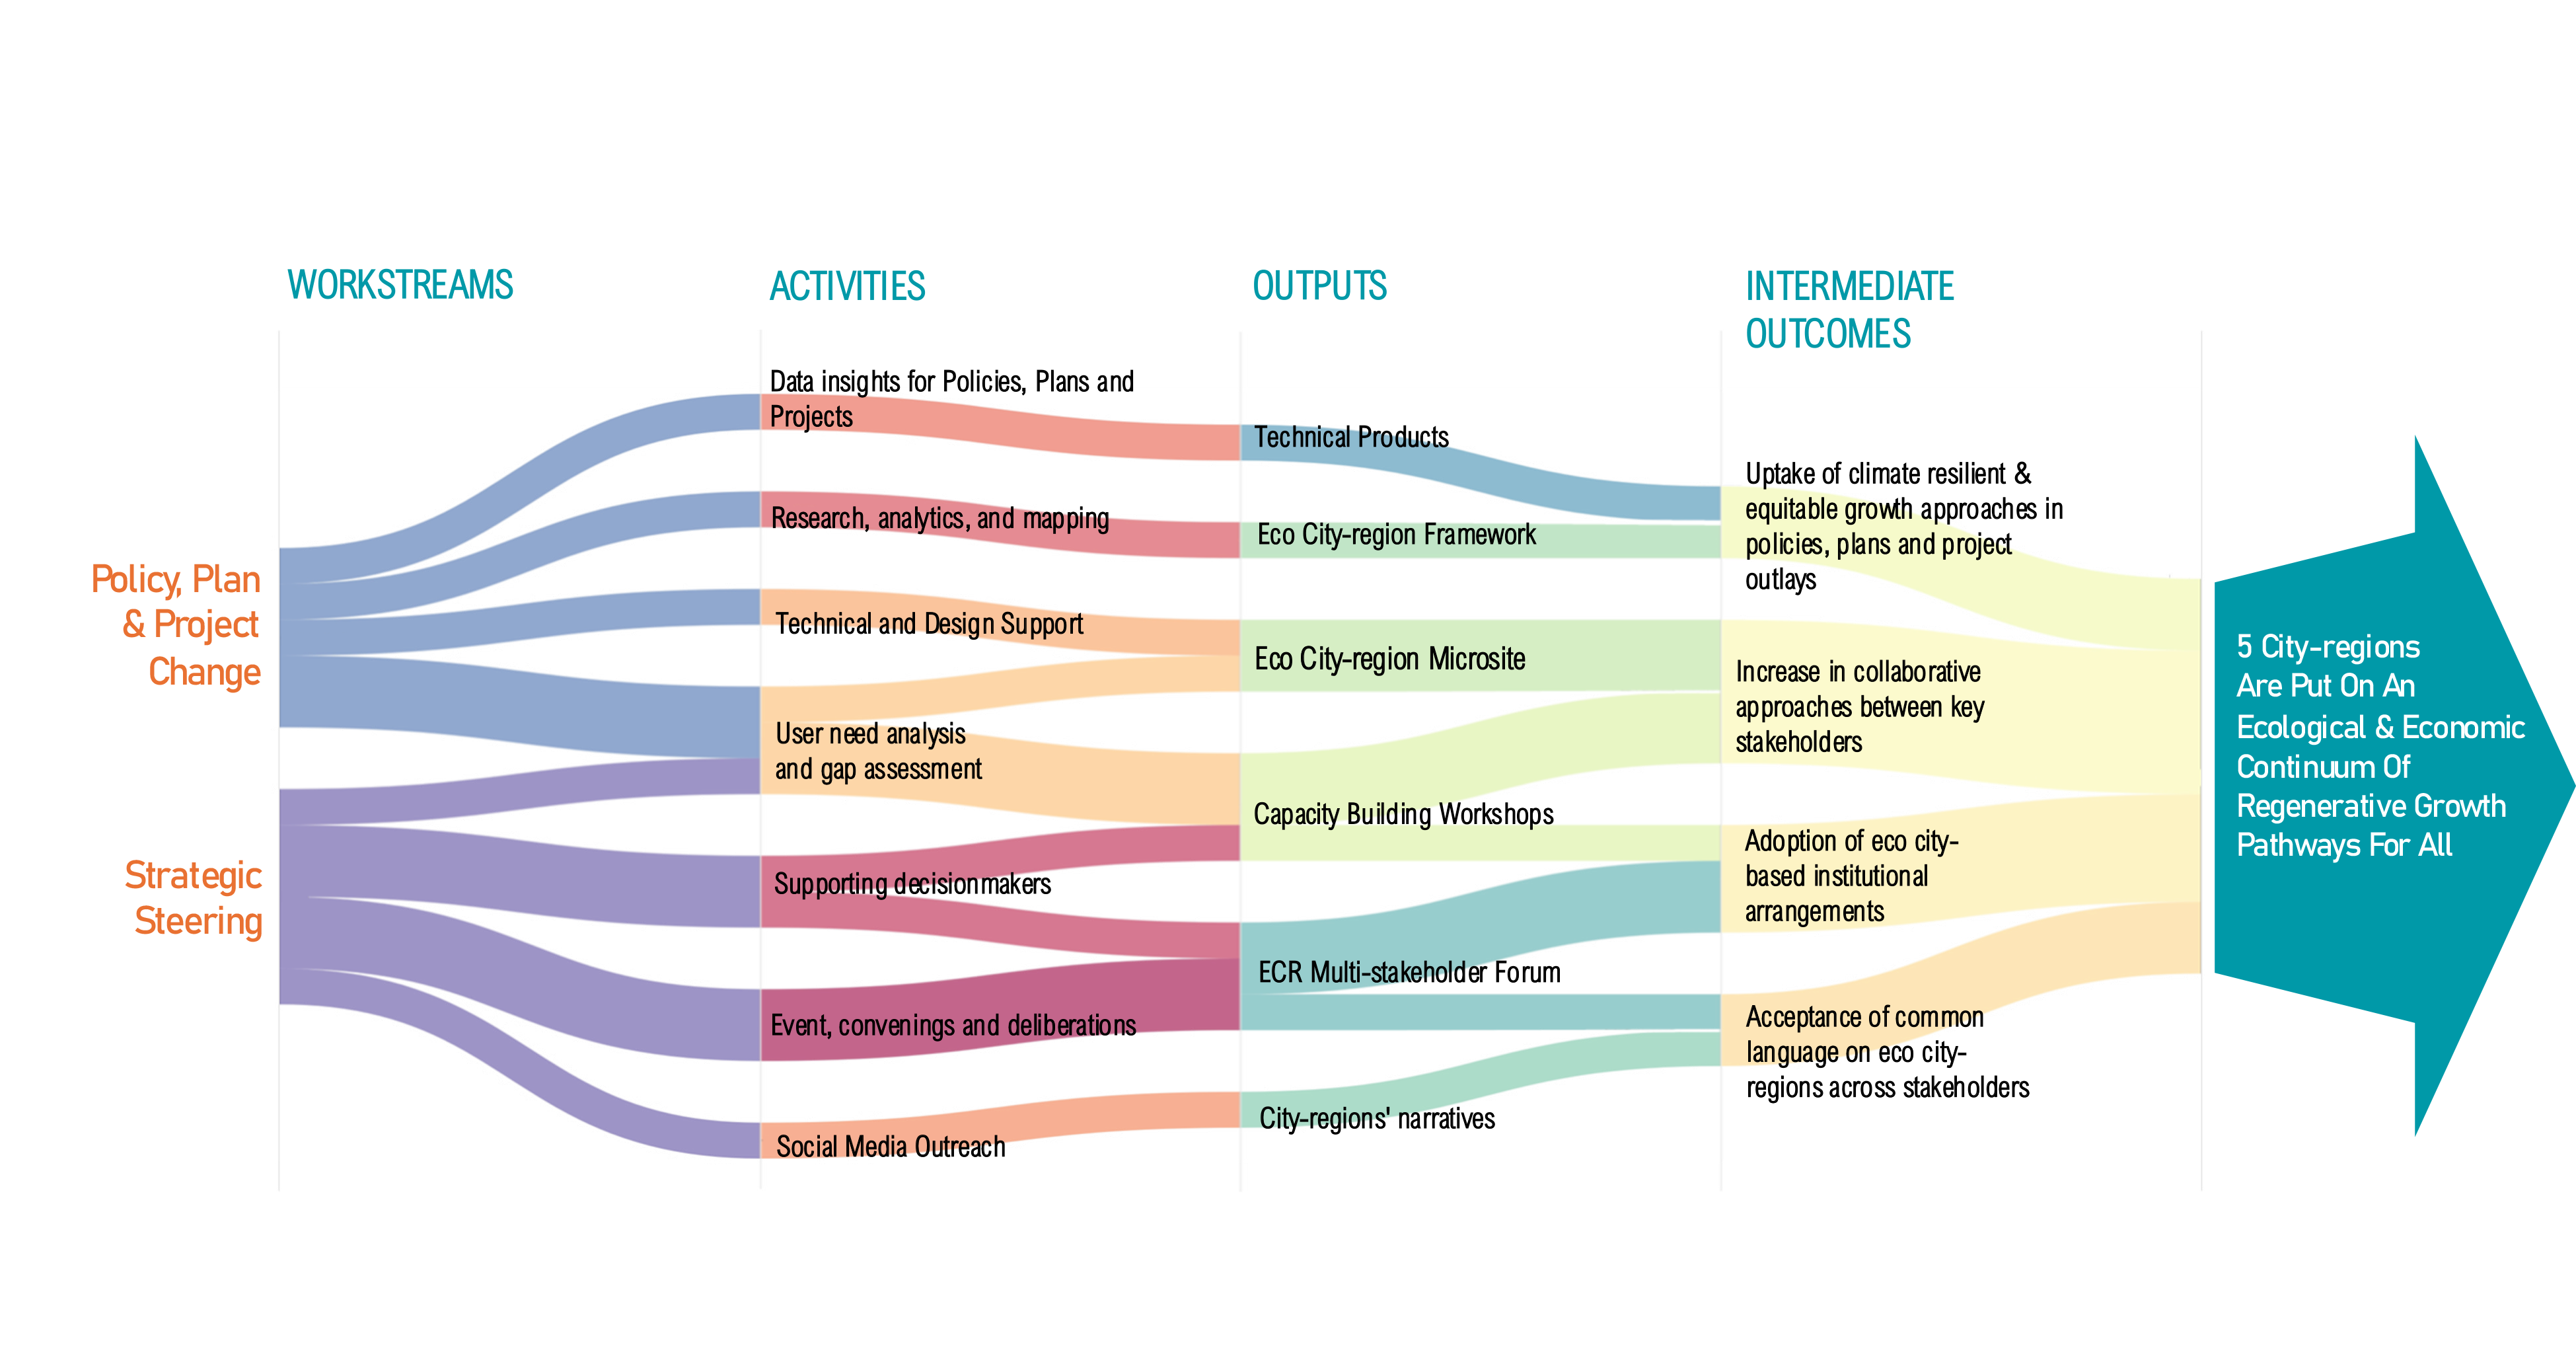 WORKSTREAMS
ACTIVITIES
OUTPUTS
INTERMEDIATE
OUTCOMES
Policy, Plan
& Project
Change
Strategic
Steering
Data insights for Policies, Plans and
Projects
Research, analytics, and mapping
Technical and Design Support
User need analysis
and gap assessment
Supporting decisionmakers
Event, convenings and deliberations
Social Media Outreach
Technical Products
Eco City-region Framework
Eco City-region Microsite
Capacity Building Workshops
ECR Multi-stakeholder Forum
City-regions' narratives
Uptake of climate resilient &
equitable growth approaches in
policies, plans and project
outlays
Increase in collaborative
approaches between key
stakeholders
Adoption of eco city-
based institutional
arrangements
Acceptance of common
language on eco city-
regions across stakeholders
5 City-regions
Are Put On An
Ecological & Economic
Continuum Of
Regenerative Growth
Pathways For All